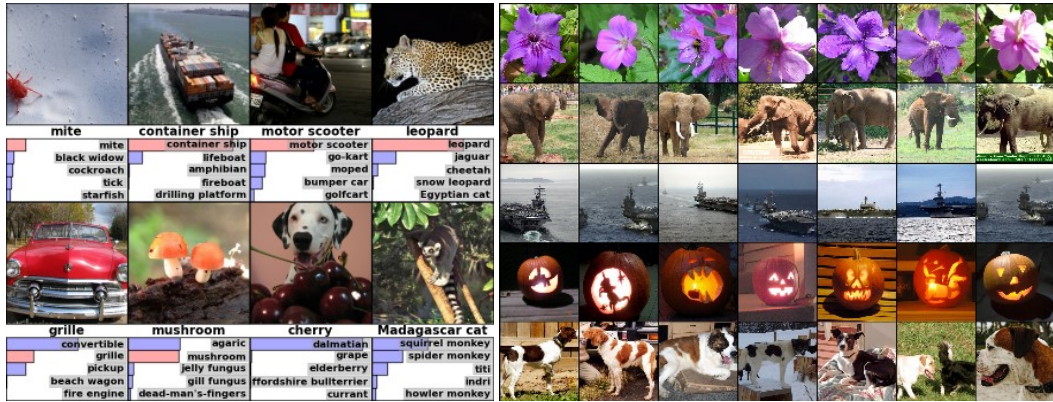 mite
container ship
motor scooter
leopard
mite
black widow
cockroach
tick
starfish
container ship
lifeboat
amphibian
fireboat
drilling platform
motor scooter
go-kart
moped
bumper car
golfcart
leopard
jaguar
cheetah
snow leopard
Egyptian cat
grille
mushroom
cherry
Madagascar cat
convertible
grille
pickup
beach wagon
fire engine
agaric
mushroom
jelly fungus
gill fungus
dead-man's-fingers
dalmatian
grape
elderberry
ffordshire bullterrier
currant
squirrel monkey
spider monkey
titi
indri
howler monkey